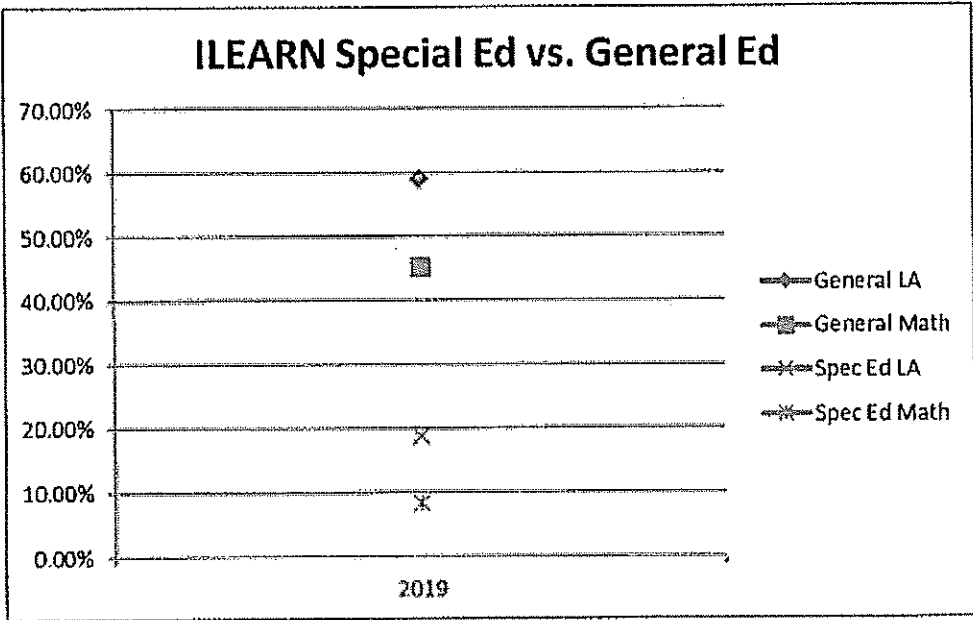 ILEARN Special Ed vs. General Ed
70.00%
60.00%
50.00%
40.00%
30.00%
20.00%
10.00%
0.00%
2019
General LA
General Math
Spec Ed LA
Spec Ed Math